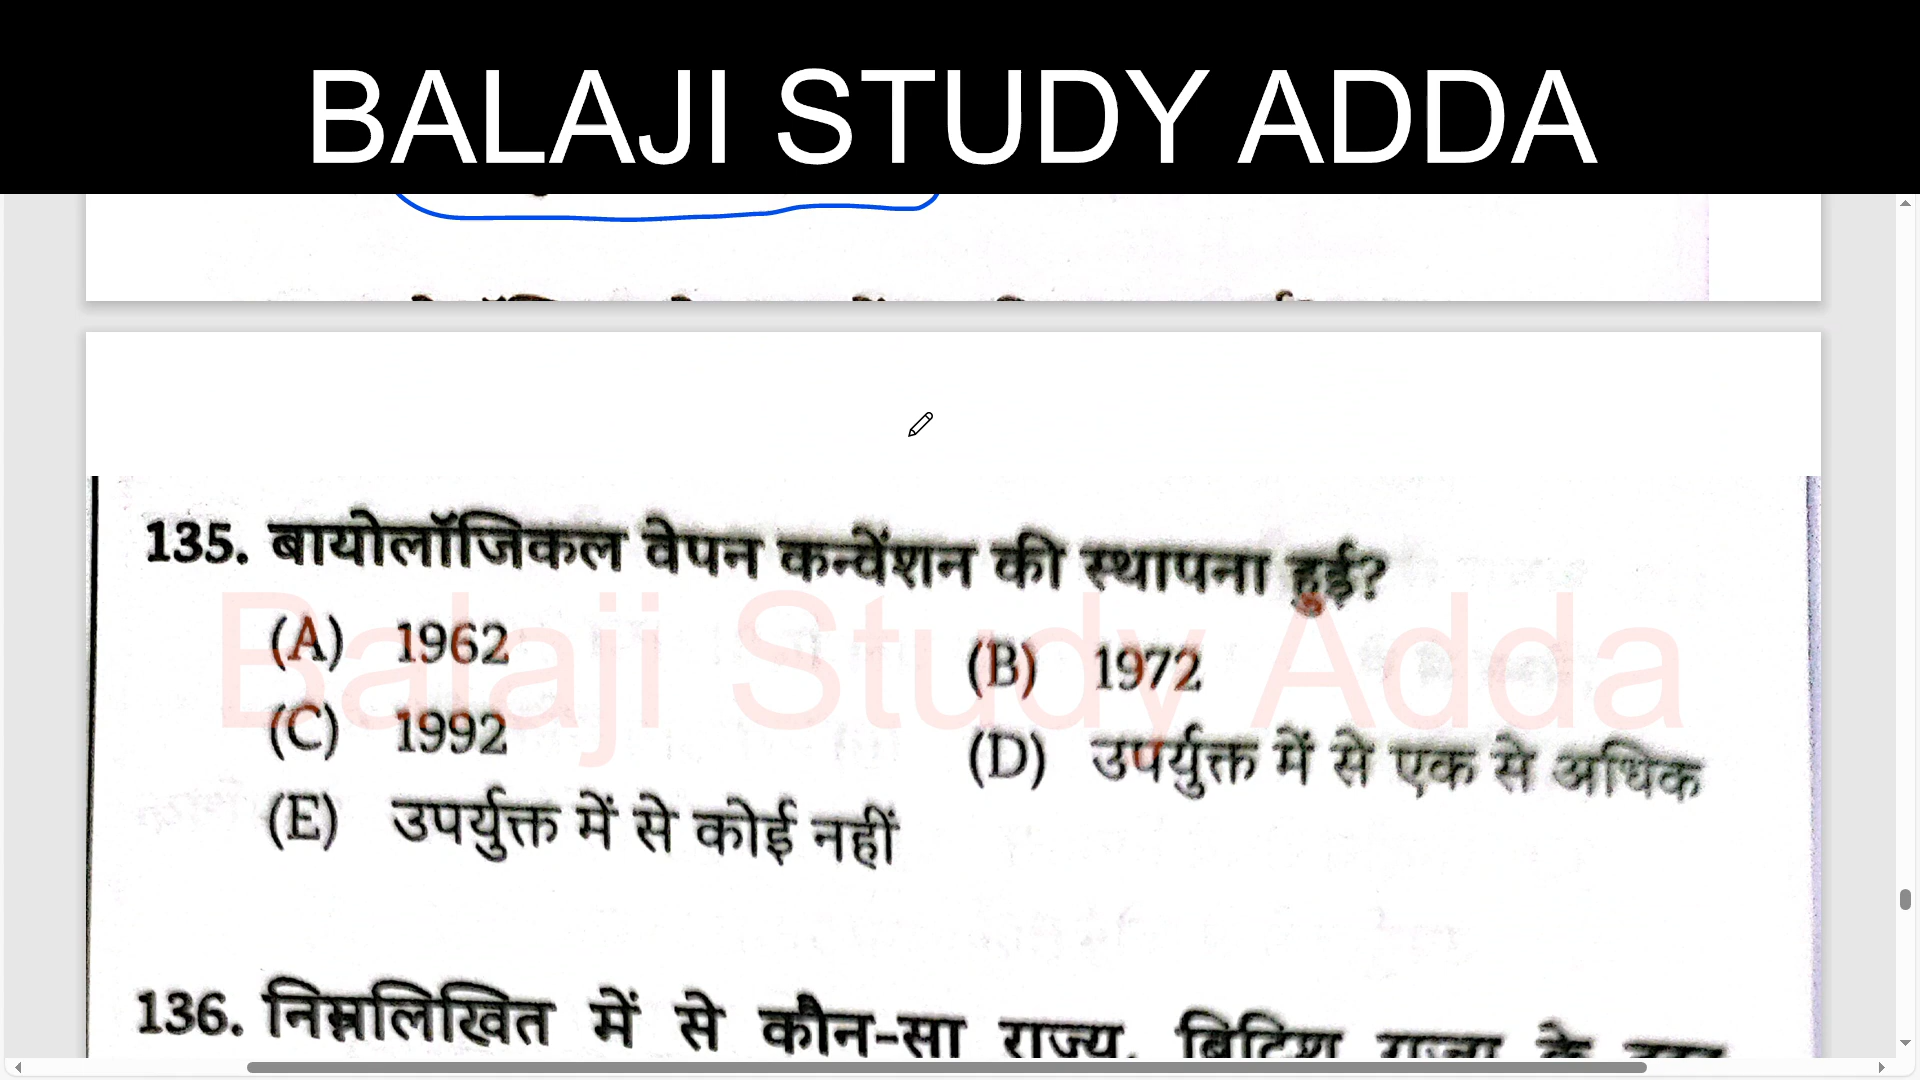 BALAJI STUDY ADDA
135. बायोलॉजिकल वेपन कन्वेंशन की स्थापना हुई?
Balaji Study Adda
(A) 1962
(B) 1972
(C) 1992
(D) उपर्युक्त में से एक से अधिक
(E) उपर्युक्त में से कोई नहीं
136. निम्नलिखित में से कौन-सा राज्य, ब्रिटिश